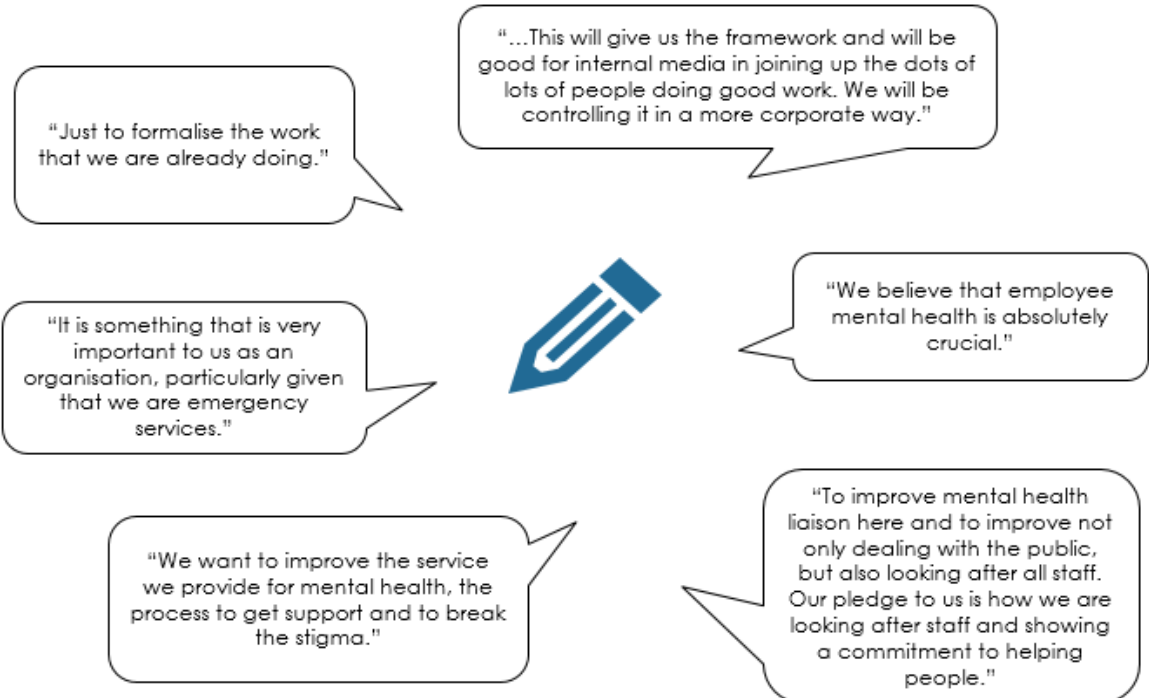 “…This will give us the framework and will be
good for internal media in joining up the dots of
lots of people doing good work. We will be
controlling it in a more corporate way.”
“Just to formalise the work
that we are already doing.”
“We believe that employee
mental health is absolutely
crucial.”
“It is something that is very
important to us as an
organisation, particularly given
that we are emergency
services.”
“To improve mental health
liaison here and to improve not
only dealing with the public,
but also looking after all staff.
Our pledge to us is how we are
looking after staff and showing
a commitment to helping
people.”
“We want to improve the service
we provide for mental health, the
process to get support and to break
the stigma.”